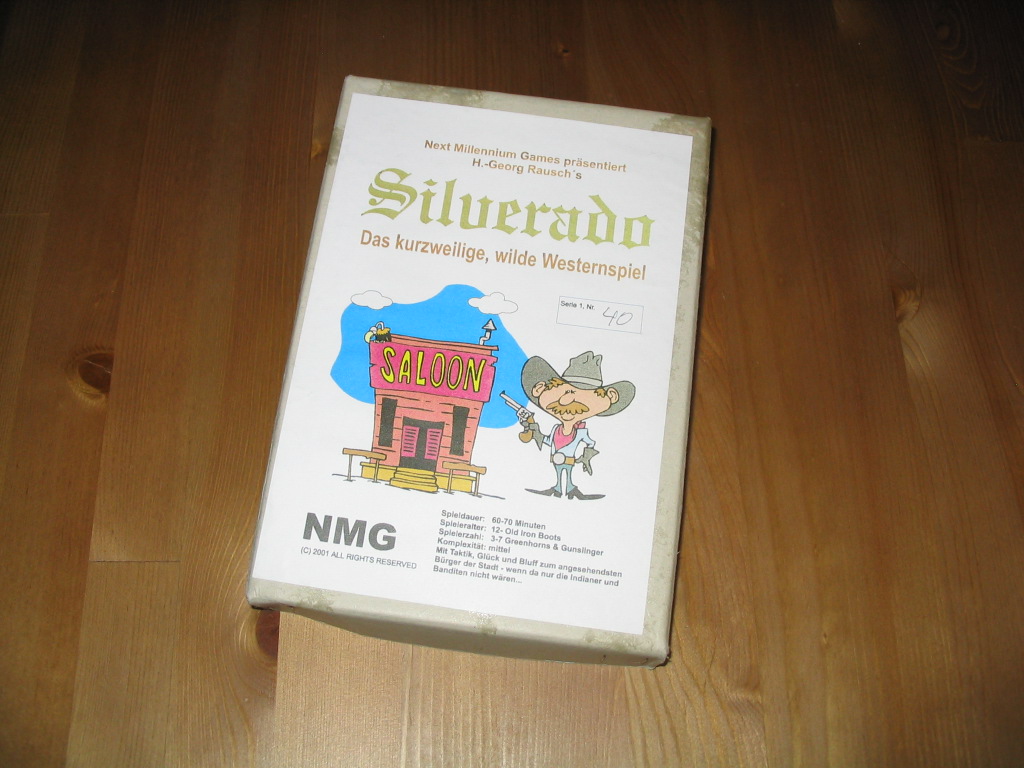 Next Millennium Games präsentiert
H.-Georg Rausch´s
Silverado
Das kurzweilige, wilde Westernspiel
Serie 1, Nr. 40
SALOON
NMG
(C) 2001 ALL RIGHTS RESERVED
Spieldauer: 60-70 Minuten
Spieleralter: 12- Old Iron Boots
Spielerzahl: 3-7 Greenhorns & Gunslinger
Komplexität: mittel
Mit Taktik, Glück und Bluff zum angesehendsten
Bürger der Stadt - wenn da nur die Indianer und
Banditen nicht wären...